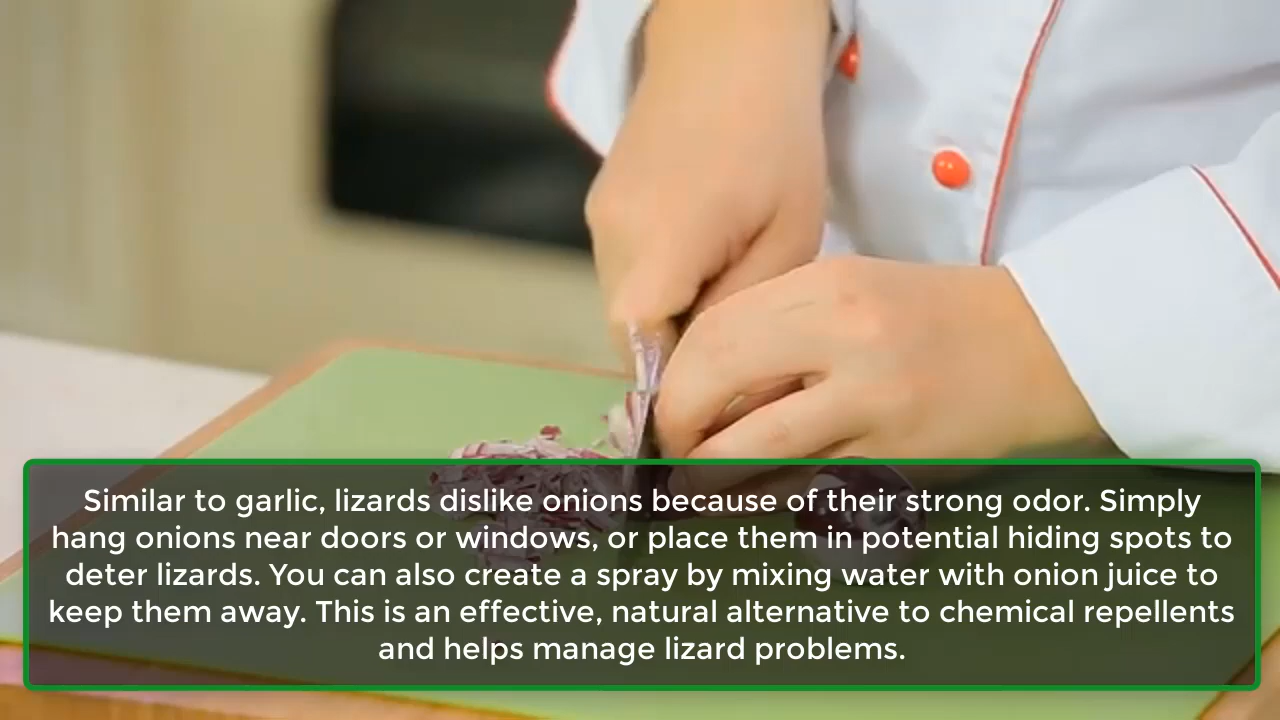 Similar to garlic, lizards dislike onions because of their strong odor. Simply
hang onions near doors or windows, or place them in potential hiding spots to
deter lizards. You can also create a spray by mixing water with onion juice to
keep them away. This is an effective, natural alternative to chemical repellents
and helps manage lizard problems.